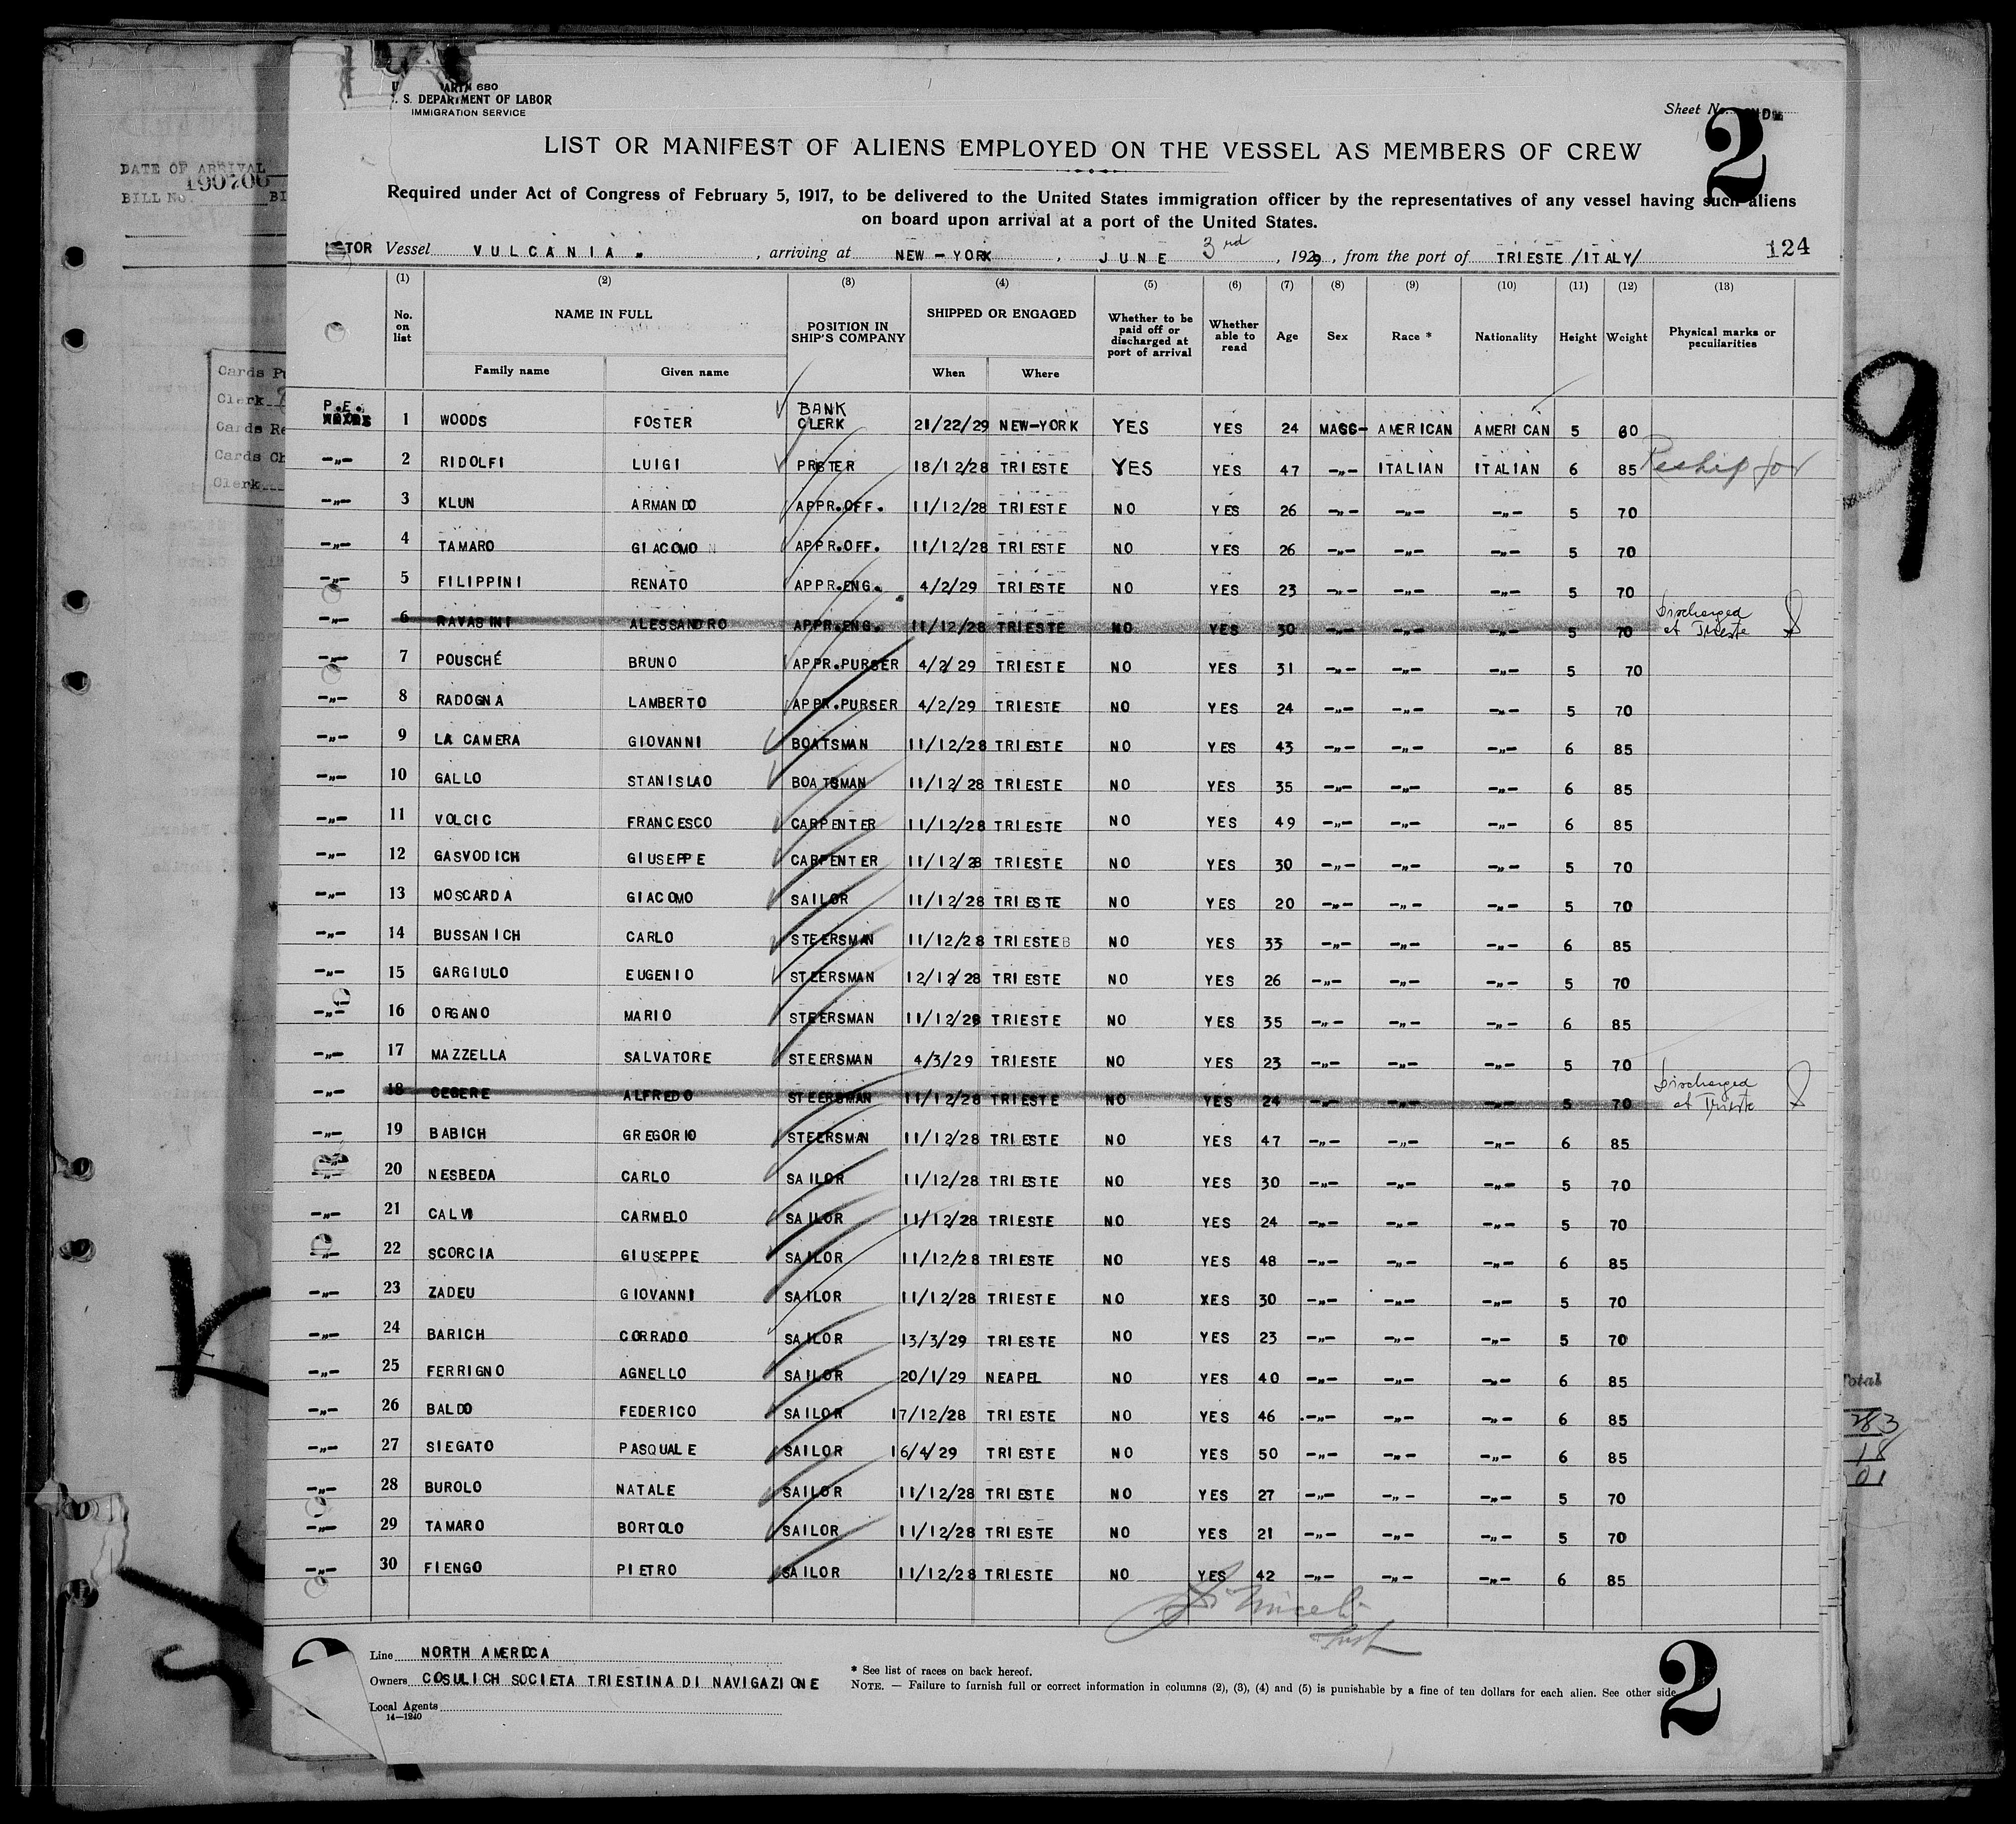 680
U. S. DEPARTMENT OF LABOR
IMMIGRATION SERVICE
Sheet No.
2
LIST OR MANIFEST OF ALIENS EMPLOYED ON THE VESSEL AS MEMBERS OF CREW
Required under Act of Congress of February 5, 1917, to be delivered to the United States immigration officer by the representatives of any vessel having such aliens
on board upon arrival at a port of the United States.
Vessel VULCANIA. , arriving at NEW-YORK , JUNE 3rd , 1929 , from the port of TRIESTE /ITALY/
124
DATE OF ARRIVAL
BILL No. 190706
(1) (2) (3) (4) (5) (6) (7) (8) (9) (10) (11) (12) (13)
No. on list NAME IN FULL POSITION IN SHIP'S COMPANY SHIPPED OR ENGAGED Whether to be paid off or discharged at port of arrival Whether able to read Age Sex Race * Nationality Height Weight Physical marks or peculiarities
Family name Given name When Where
P.E. 1 WOODS FOSTER BANK CLERK 21/22/29 NEW-YORK YES YES 24 MASC- AMERICAN AMERICAN 5 60
-"- 2 RIDOLFI LUIGI PRSTER 18/12/28 TRIESTE YES YES 47 -"- ITALIAN ITALIAN 6 85 Reship for
-"- 3 KLUN ARMANDO APPR.OFF. 11/12/28 TRIESTE NO YES 26 -"- -"- -"- 5 70
-"- 4 TAMARO GIACOMO APPR.OFF. 11/12/28 TRIESTE NO YES 26 -"- -"- -"- 5 70
-"- 5 FILIPPINI RENATO APPR.ENG. 4/2/29 TRIESTE NO YES 23 -"- -"- -"- 5 70
-"- 6 RAVASINI ALESSANDRO APPR.ENG. 11/12/28 TRIESTE NO YES 30 -"- -"- -"- 5 70 Discharged at Trieste
-"- 7 POUSCHÉ BRUNO APPR.PURSER 4/2/29 TRIESTE NO YES 31 -"- -"- -"- 5 70
-"- 8 RADOGNA LAMBERTO APPR.PURSER 4/2/29 TRIESTE NO YES 24 -"- -"- -"- 5 70
-"- 9 LA CAMERA GIOVANNI BOATSMAN 11/12/28 TRIESTE NO YES 43 -"- -"- -"- 6 85
-"- 10 GALLO STANISLAO BOATSMAN 11/12/28 TRIESTE NO YES 35 -"- -"- -"- 6 85
-"- 11 VOLCIC FRANCESCO CARPENTER 11/12/28 TRIESTE NO YES 49 -"- -"- -"- 6 85
-"- 12 GASVODICH GIUSEPPE CARPENTER 11/12/28 TRIESTE NO YES 30 -"- -"- -"- 5 70
-"- 13 MOSCARDA GIACOMO SAILOR 11/12/28 TRIESTE NO YES 20 -"- -"- -"- 5 70
-"- 14 BUSSANICH CARLO STEERSMAN 11/12/28 TRIESTE NO YES 33 -"- -"- -"- 6 85
-"- 15 GARGIULO EUGENIO STEERSMAN 12/12/28 TRIESTE NO YES 26 -"- -"- -"- 5 70
-"- 16 ORGANO MARIO STEERSMAN 11/12/28 TRIESTE NO YES 35 -"- -"- -"- 6 85
-"- 17 MAZZELLA SALVATORE STEERSMAN 4/3/29 TRIESTE NO YES 23 -"- -"- -"- 5 70
-"- 18 ALFREDO STEERSMAN 11/12/28 TRIESTE NO YES 24 -"- -"- -"- 5 70 Discharged at Trieste
-"- 19 BABICH GREGORIO STEERSMAN 11/12/28 TRIESTE NO YES 47 -"- -"- -"- 6 85
-"- 20 NESBEDA CARLO SAILOR 11/12/28 TRIESTE NO YES 30 -"- -"- -"- 5 70
-"- 21 CALVI CARMELO SAILOR 11/12/28 TRIESTE NO YES 24 -"- -"- -"- 5 70
-"- 22 SCORCIA GIUSEPPE SAILOR 11/12/28 TRIESTE NO YES 48 -"- -"- -"- 6 85
-"- 23 ZADEU GIOVANNI SAILOR 11/12/28 TRIESTE NO YES 30 -"- -"- -"- 5 70
-"- 24 BARICH CORRADO SAILOR 13/3/29 TRIESTE NO YES 23 -"- -"- -"- 5 70
-"- 25 FERRIGNO AGNELLO SAILOR 20/1/29 NEAPEL NO YES 40 -"- -"- -"- 6 85
-"- 26 BALDO FEDERICO SAILOR 17/12/28 TRIESTE NO YES 46 -"- -"- -"- 6 85
-"- 27 SIEGATO PASQUALE SAILOR 16/4/29 TRIESTE NO YES 50 -"- -"- -"- 6 85
-"- 28 BUROLO NATALE SAILOR 11/12/28 TRIESTE NO YES 27 -"- -"- -"- 5 70
-"- 29 TAMARO BORTOLO SAILOR 11/12/28 TRIESTE NO YES 21 -"- -"- -"- 5 70
-"- 30 FIENGO PIETRO SAILOR 11/12/28 TRIESTE NO YES 42 -"- -"- -"- 6 85
Line NORTH AMERICA
Owners COSULICH SOCIETA TRIESTINA DI NAVIGAZIONE
Local Agents
14—1240
* See list of races on back hereof.
NOTE. — Failure to furnish full or correct information in columns (2), (3), (4) and (5) is punishable by a fine of ten dollars for each alien. See other side
2
9
Total
283
18
01